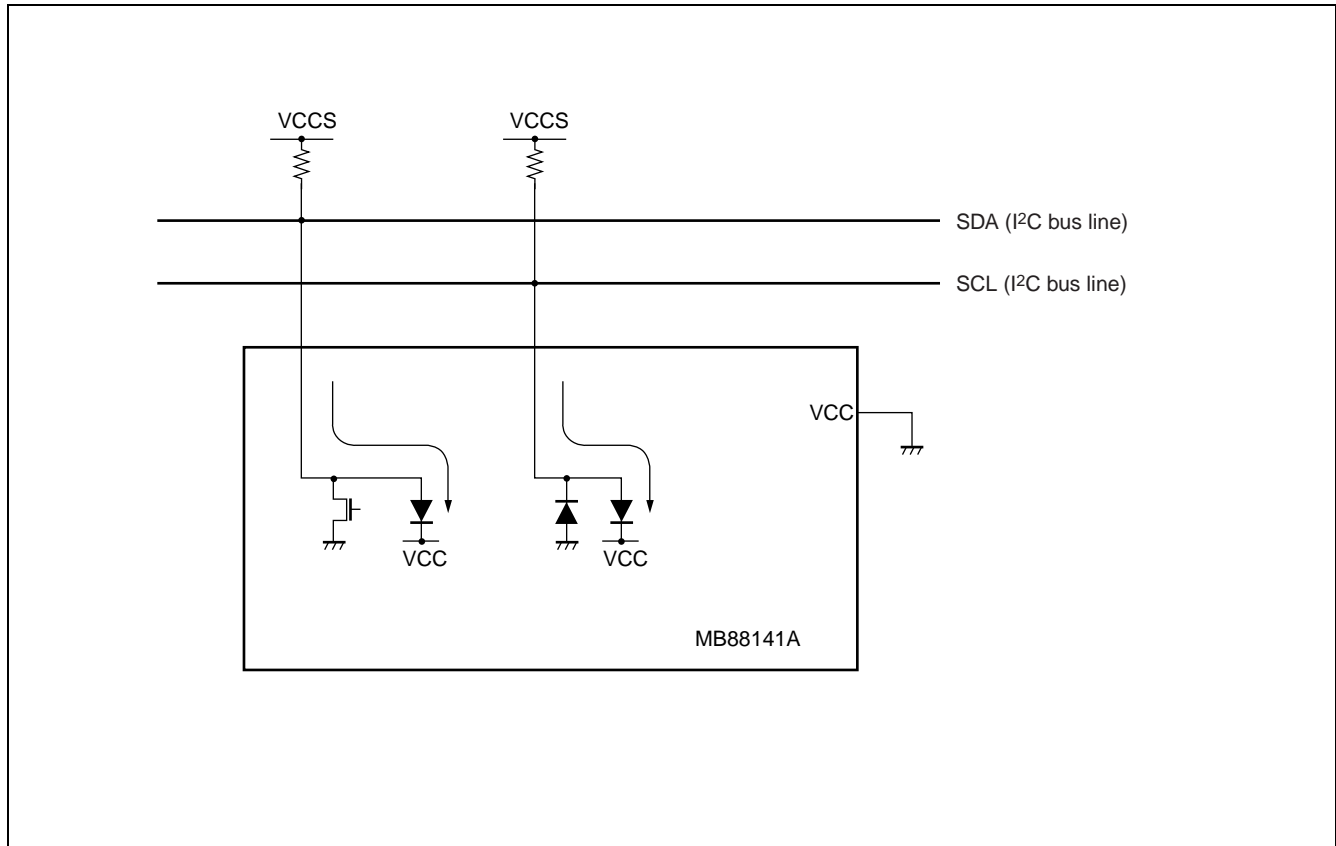 VCCS
VCCS
SDA (I²C bus line)
SCL (I²C bus line)
VCC
VCC
VCC
MB88141A